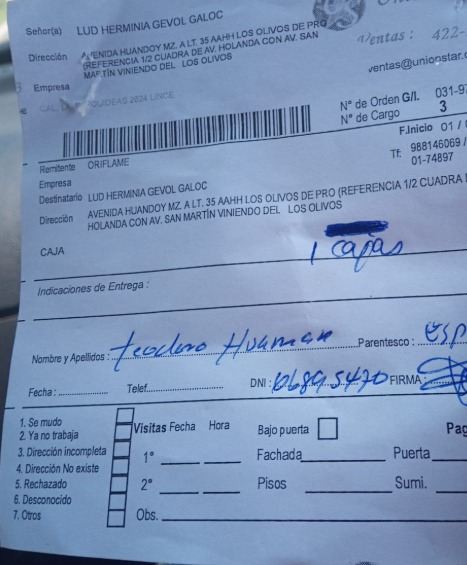 Señor(a) LUD HERMINIA GEVOL GALOC
Dirección AVENIDA HUANDOY MZ. A LT. 35 AAHH LOS OLIVOS DE PRO
(REFERENCIA 1/2 CUADRA DE AV. HOLANDA CON AV. SAN
MARTÍN VINIENDO DEL LOS OLIVOS
Ventas : 422-
ventas@unionstar.
Empresa
2024 LINCE
N° de Orden G/I. 031-9
N° de Cargo 3
F.Inicio 01 /
Remitente ORIFLAME
Tf: 988146069 /
01-74897
Empresa
Destinatario LUD HERMINIA GEVOL GALOC
Dirección AVENIDA HUANDOY MZ. A LT. 35 AAHH LOS OLIVOS DE PRO (REFERENCIA 1/2 CUADRA
HOLANDA CON AV. SAN MARTÍN VINIENDO DEL LOS OLIVOS
CAJA
1 cajas
Indicaciones de Entrega :
Nombre y Apellidos : Teodoro Huaman Parentesco : Esp
Fecha : Telef. DNI : 06895470 FIRMA :
1. Se mudo
2. Ya no trabaja
3. Dirección incompleta
4. Dirección No existe
5. Rechazado
6. Desconocido
7. Otros
Visitas Fecha Hora Bajo puerta Pag
1° Fachada Puerta
2° Pisos Sumi.
Obs.